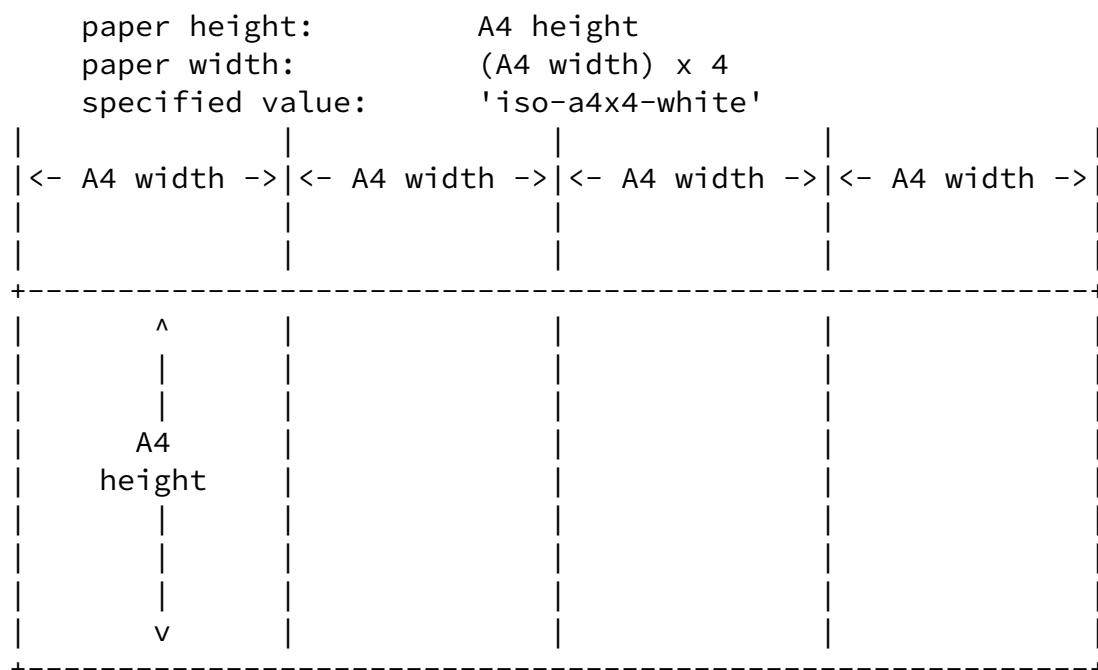 paper height: A4 height
paper width: (A4 width) x 4
specified value: 'iso-a4x4-white'
|<- A4 width ->|<- A4 width ->|<- A4 width ->|<- A4 width ->|
A4
height